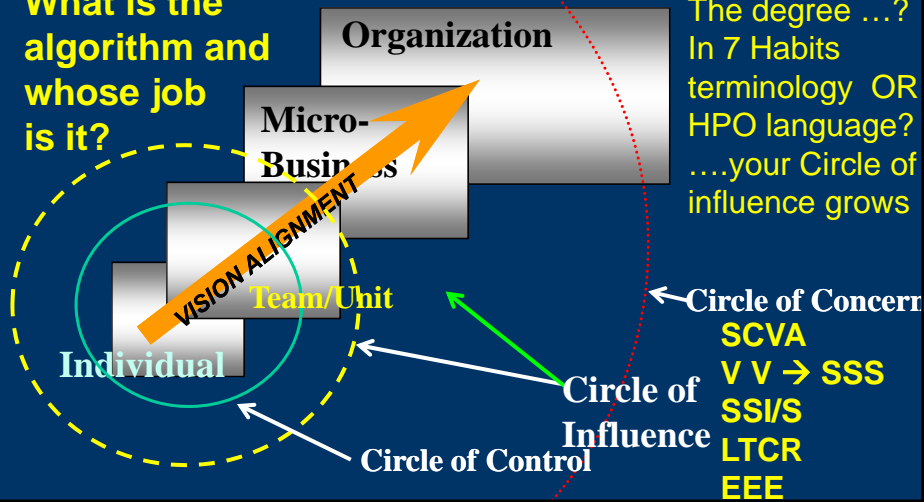 What is the
algorithm and
whose job
is it?
Organization
Micro-
Business
VISION ALIGNMENT
Team/Unit
Individual
The degree …?
In 7 Habits
terminology OR
HPO language?
….your Circle of
influence grows
Circle of Concern
SCVA
V V → SSS
SSI/S
LTCR
EEE
Circle of
Influence
Circle of Control